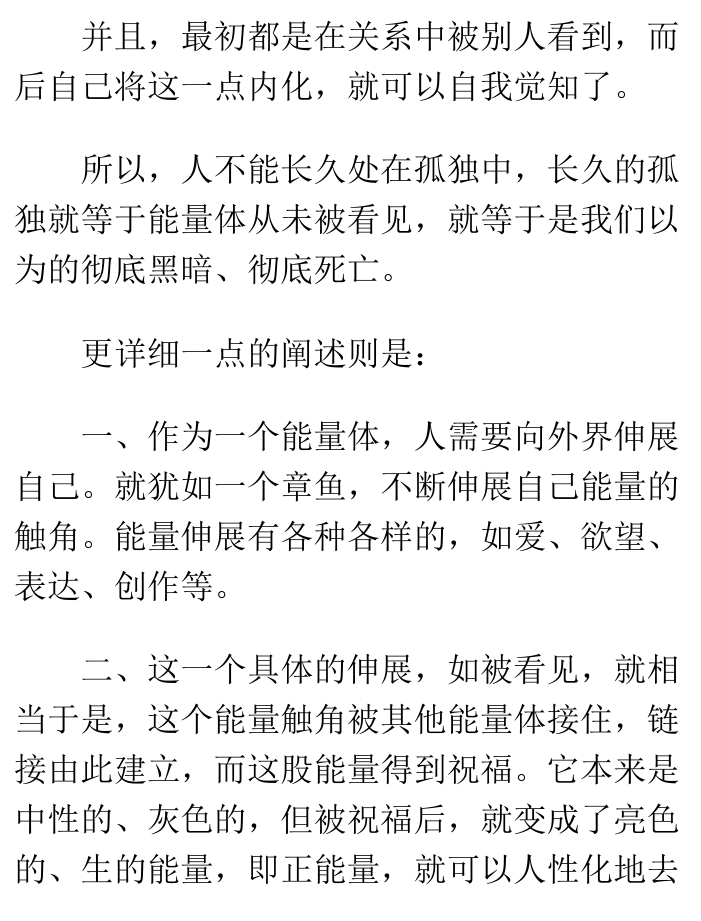 并且，最初都是在关系中被别人看到，而
后自己将这一点内化，就可以自我觉知了。
所以，人不能长久处在孤独中，长久的孤
独就等于能量体从未被看见，就等于是我们以
为的彻底黑暗、彻底死亡。
更详细一点的阐述则是：
一、作为一个能量体，人需要向外界伸展
自己。就犹如一个章鱼，不断伸展自己能量的
触角。能量伸展有各种各样的，如爱、欲望、
表达、创作等。
二、这一个具体的伸展，如被看见，就相
当于是，这个能量触角被其他能量体接住，链
接由此建立，而这股能量得到祝福。它本来是
中性的、灰色的，但被祝福后，就变成了亮色
的、生的能量，即正能量，就可以人性化地去